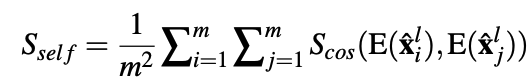 $S_{self} = \frac{1}{m^2} \sum_{i=1}^{m} \sum_{j=1}^{m} S_{cos}(\mathrm{E}(\hat{\mathbf{x}}_i^l), \mathrm{E}(\hat{\mathbf{x}}_j^l))$